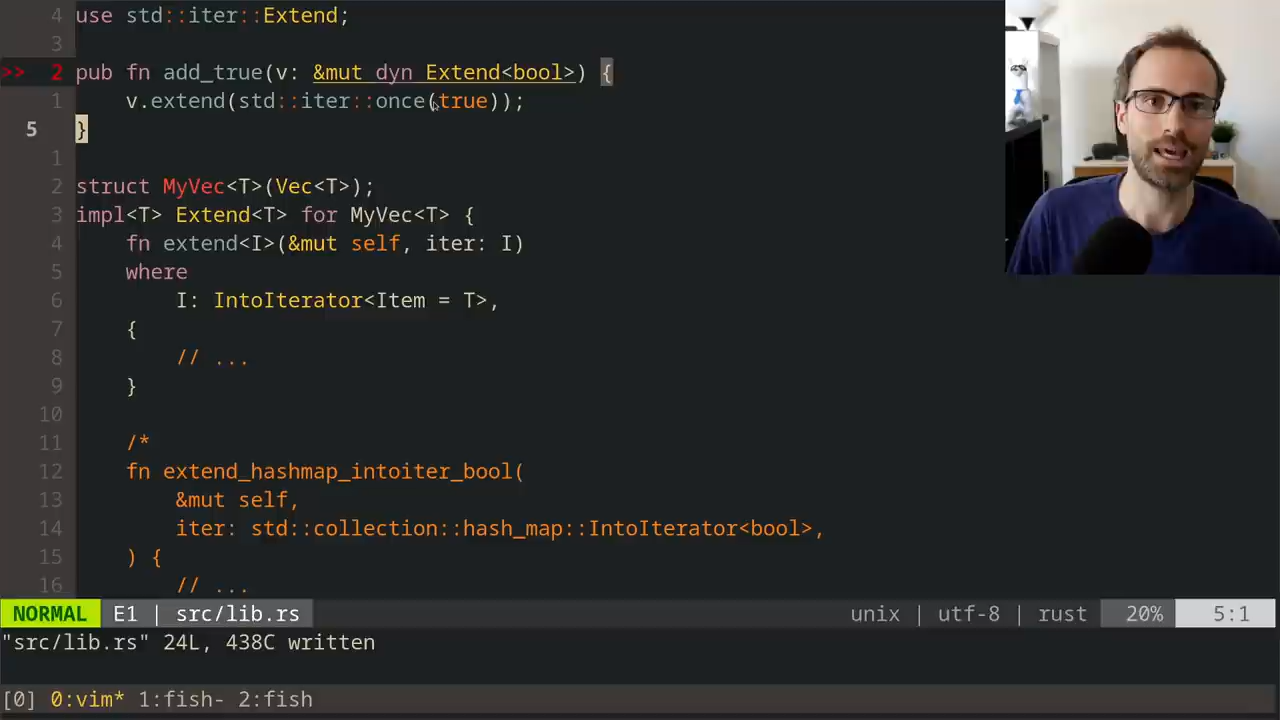 4 use std::iter::Extend;
3
>> 2 pub fn add_true(v: &mut dyn Extend<bool>) {
1     v.extend(std::iter::once(true));
5 }
1
2 struct MyVec<T>(Vec<T>);
3 impl<T> Extend<T> for MyVec<T> {
4     fn extend<I>(&mut self, iter: I)
5     where
6         I: IntoIterator<Item = T>,
7     {
8         // ...
9     }
10
11     /*
12     fn extend_hashmap_intoiter_bool(
13         &mut self,
14         iter: std::collection::hash_map::IntoIterator<bool>,
15     ) {
16         // ...
NORMAL E1 | src/lib.rs unix | utf-8 | rust 20% 5:1
"src/lib.rs" 24L, 438C written
[0] 0:vim* 1:fish- 2:fish